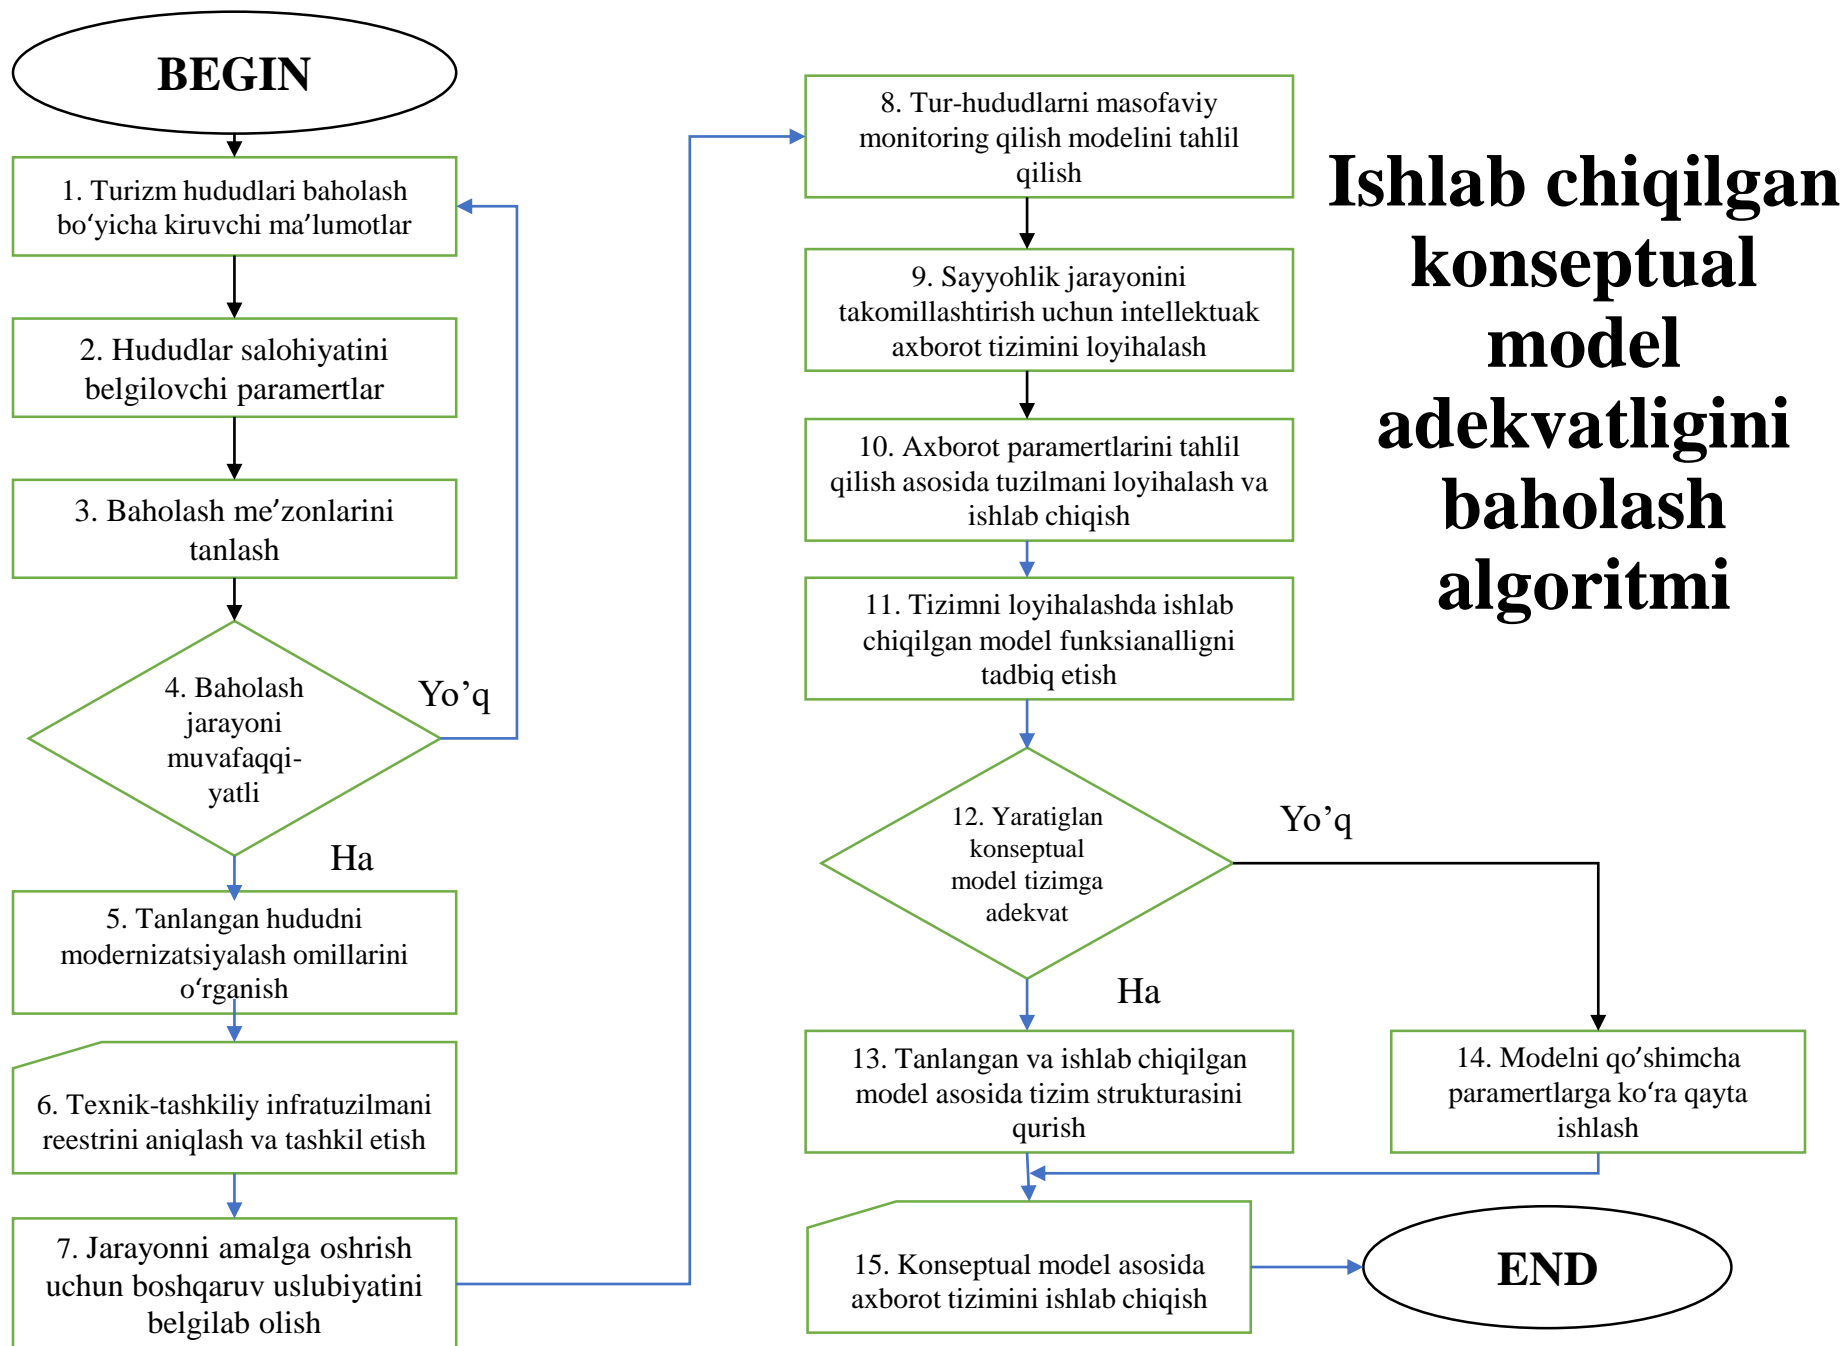 BEGIN
1. Turizm hududlari baholash
bo‘yicha kiruvchi ma’lumotlar
2. Hududlar salohiyatini
belgilovchi paramertlar
3. Baholash me’zonlarini
tanlash
4. Baholash
jarayoni
muvafaqqi-
yatli
Yo’q
Ha
5. Tanlangan hududni
modernizatsiyalash omillarini
o‘rganish
6. Texnik-tashkiliy infratuzilmani
reestrini aniqlash va tashkil etish
7. Jarayonni amalga oshrish
uchun boshqaruv uslubiyatini
belgilab olish
8. Tur-hududlarni masofaviy
monitoring qilish modelini tahlil
qilish
9. Sayyohlik jarayonini
takomillashtirish uchun intellektuak
axborot tizimini loyihalash
10. Axborot paramertlarini tahlil
qilish asosida tuzilmani loyihalash va
ishlab chiqish
11. Tizimni loyihalashda ishlab
chiqilgan model funksianalligni
tadbiq etish
12. Yaratiglan
konseptual
model tizimga
adekvat
Yo’q
Ha
13. Tanlangan va ishlab chiqilgan
model asosida tizim strukturasini
qurish
14. Modelni qo’shimcha
paramertlarga ko‘ra qayta
ishlash
15. Konseptual model asosida
axborot tizimini ishlab chiqish
END
Ishlab chiqilgan
konseptual
model
adekvatligini
baholash
algoritmi